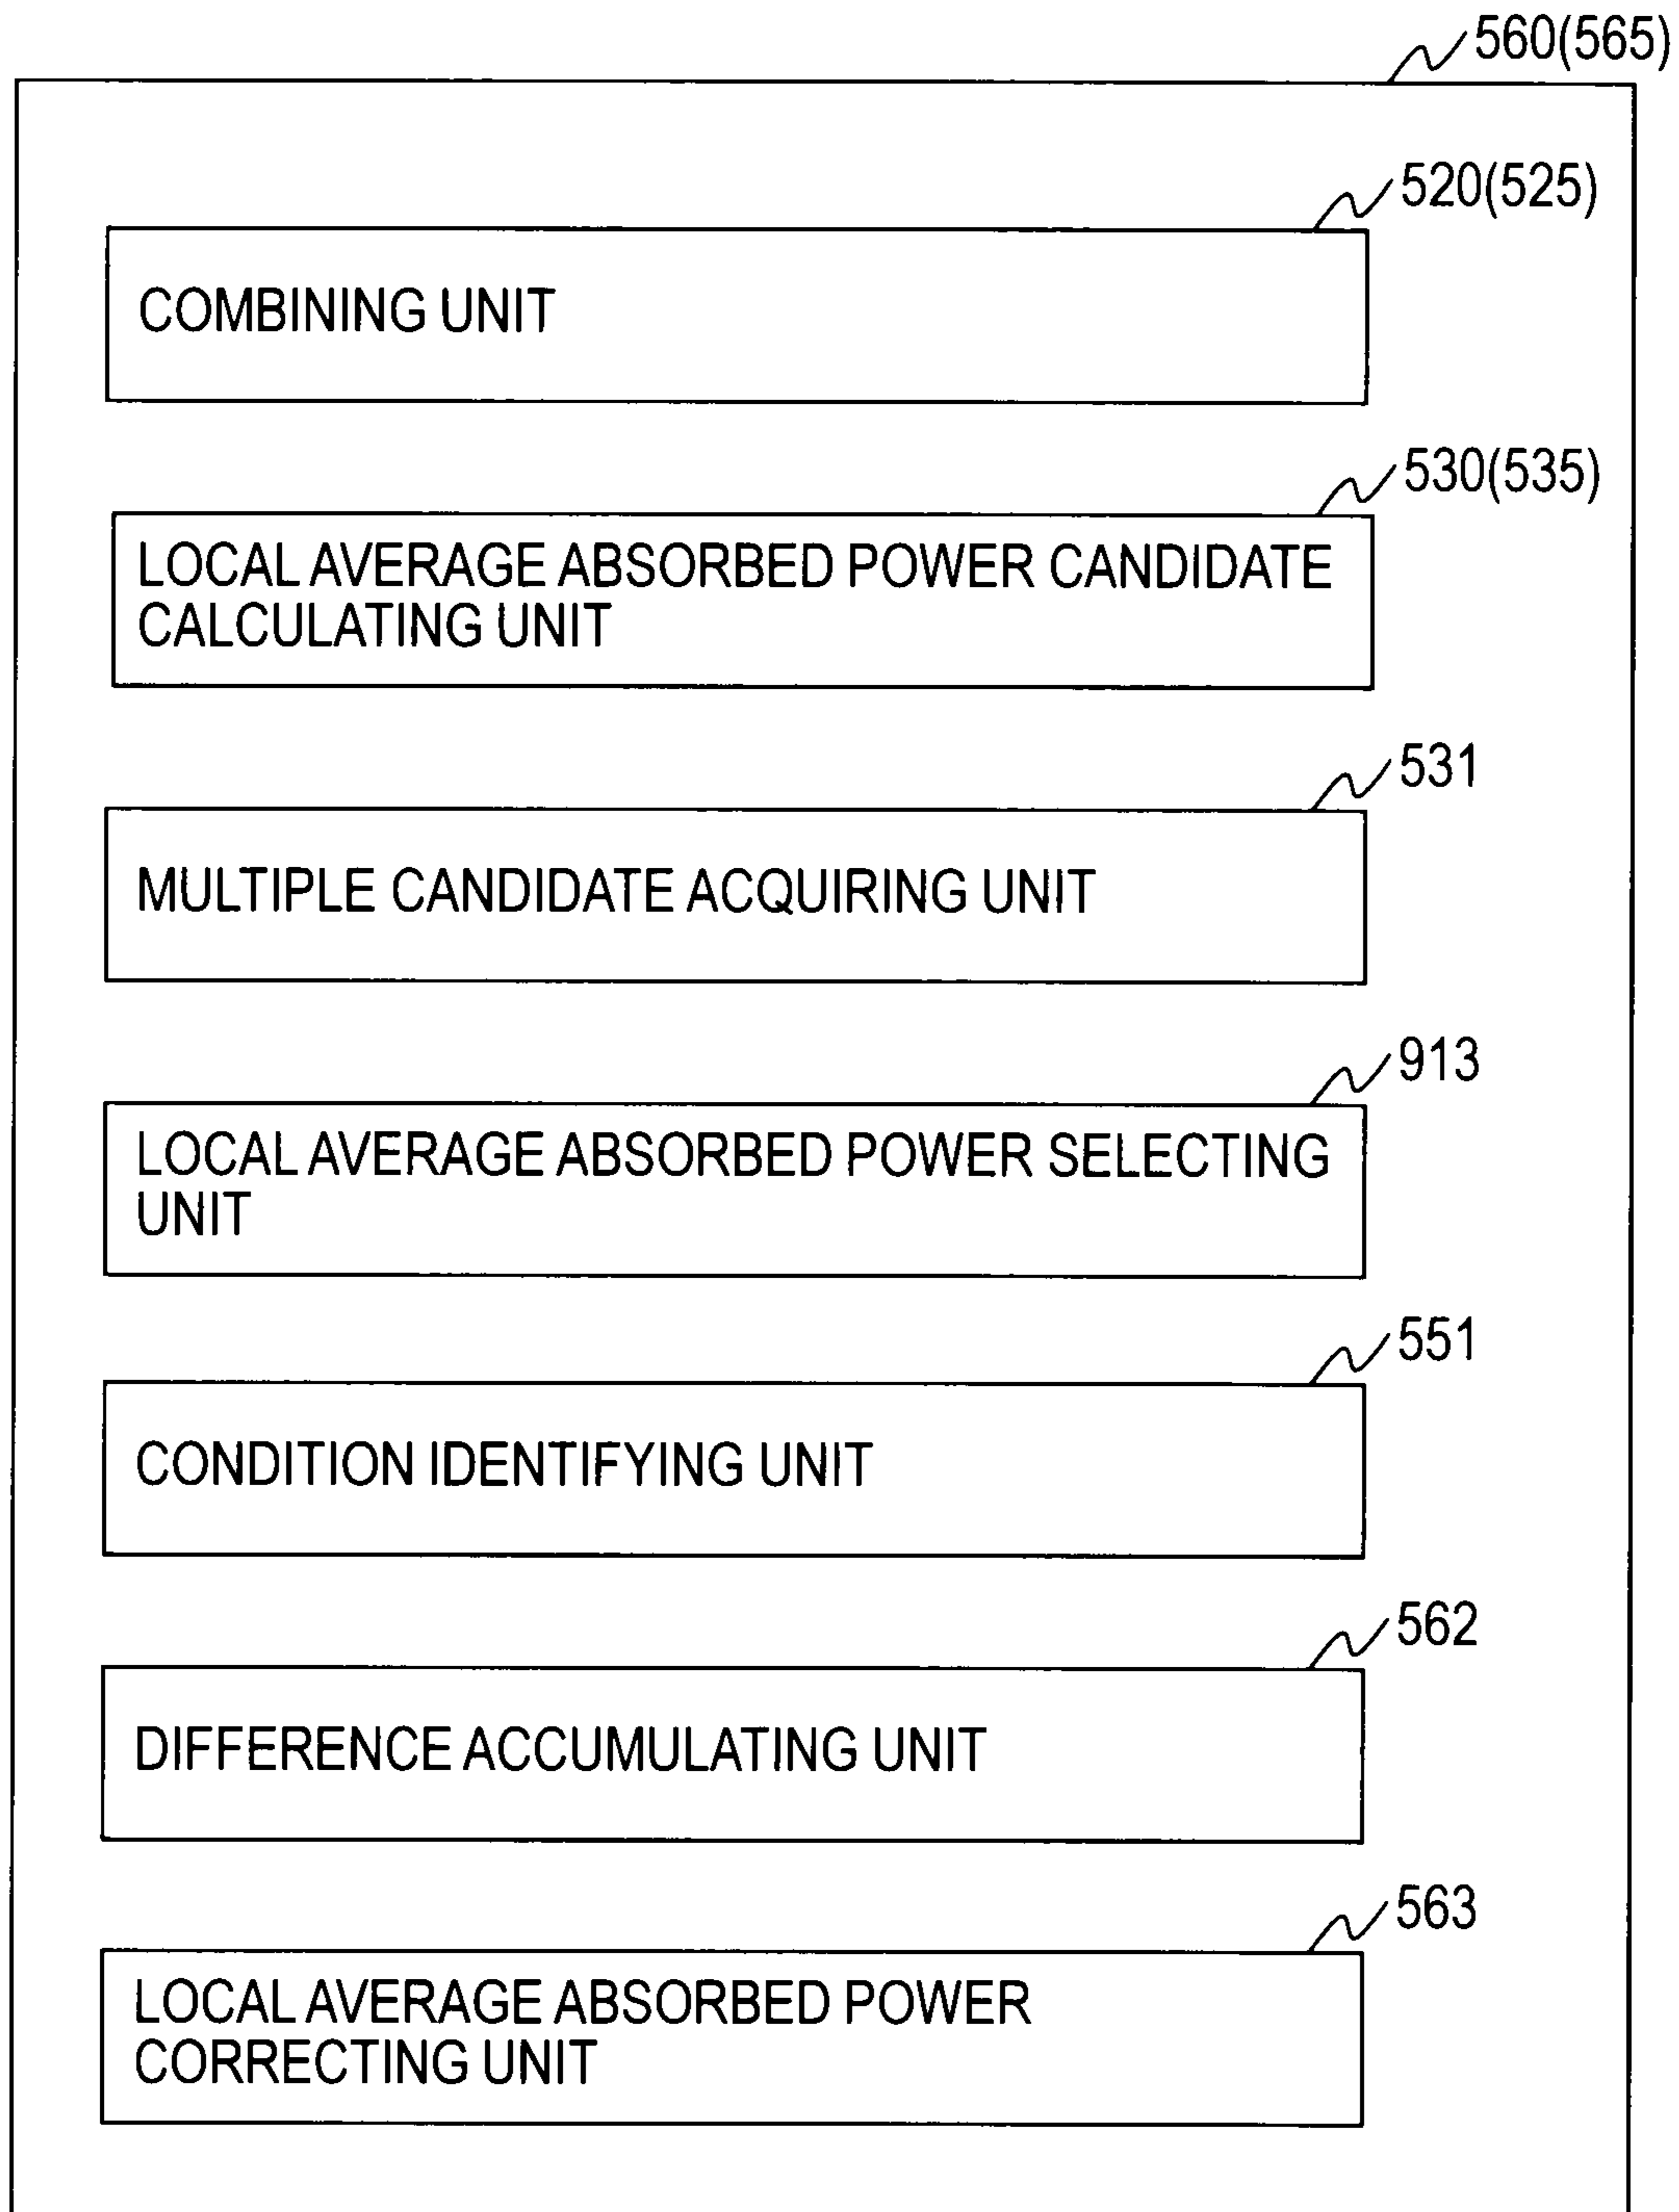 560(565)
520(525)
COMBINING UNIT
530(535)
LOCAL AVERAGE ABSORBED POWER CANDIDATE
CALCULATING UNIT
531
MULTIPLE CANDIDATE ACQUIRING UNIT
913
LOCAL AVERAGE ABSORBED POWER SELECTING
UNIT
551
CONDITION IDENTIFYING UNIT
562
DIFFERENCE ACCUMULATING UNIT
563
LOCAL AVERAGE ABSORBED POWER
CORRECTING UNIT